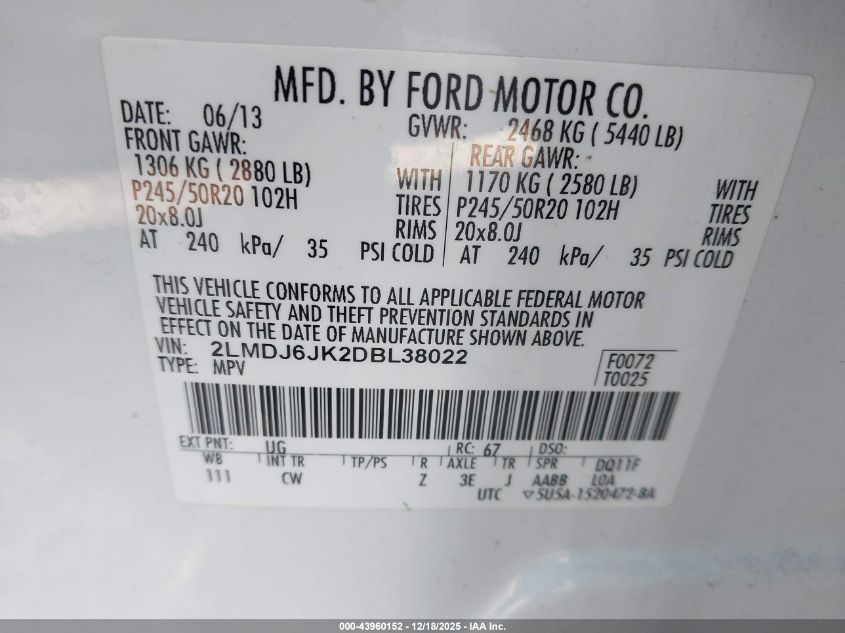 MFD. BY FORD MOTOR CO.
DATE: 06/13 GVWR: 2468 KG ( 5440 LB)
FRONT GAWR: REAR GAWR:
1306 KG ( 2880 LB) WITH 1170 KG ( 2580 LB) WITH
P245/50R20 102H TIRES P245/50R20 102H TIRES
20x8.0J RIMS 20x8.0J RIMS
AT 240 kPa/ 35 PSI COLD AT 240 kPa/ 35 PSI COLD
THIS VEHICLE CONFORMS TO ALL APPLICABLE FEDERAL MOTOR
VEHICLE SAFETY AND THEFT PREVENTION STANDARDS IN
EFFECT ON THE DATE OF MANUFACTURE SHOWN ABOVE.
VIN: 2LMDJ6JK2DBL38022 F0072
TYPE: MPV T0025
EXT PNT: UG RC: 67 DSO:
WB INT TR TP/PS R AXLE TR SPR DQ11F
111 CW Z 3E J AABB LOA
UTC ▽5U5A-1520472-BA
000-43960152 - 12/18/2025 - IAA Inc.